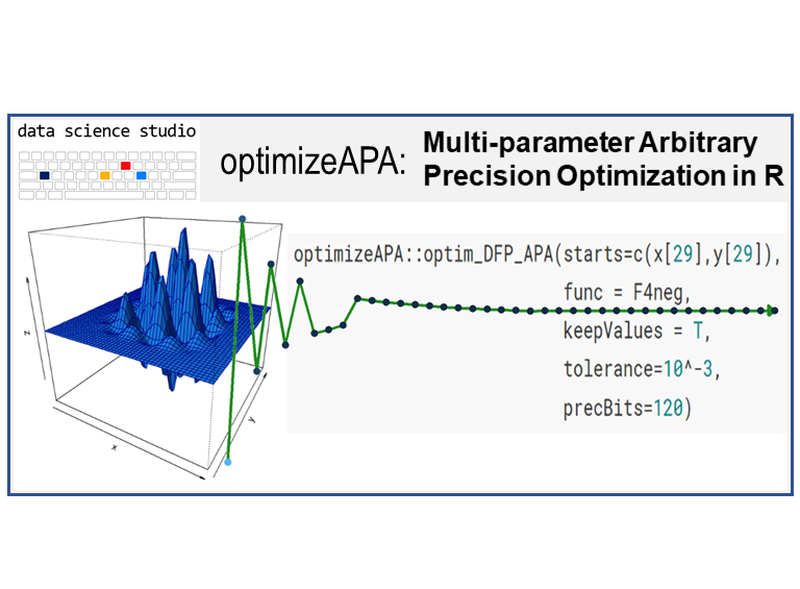 data science studio
optimizeAPA:
Multi-parameter Arbitrary
Precision Optimization in R
optimizeAPA::optim_DFP_APA(starts=c(x[29],y[29]),
func = F4neg,
keepValues = T,
tolerance=10^-3,
precBits=120)
z
x
y